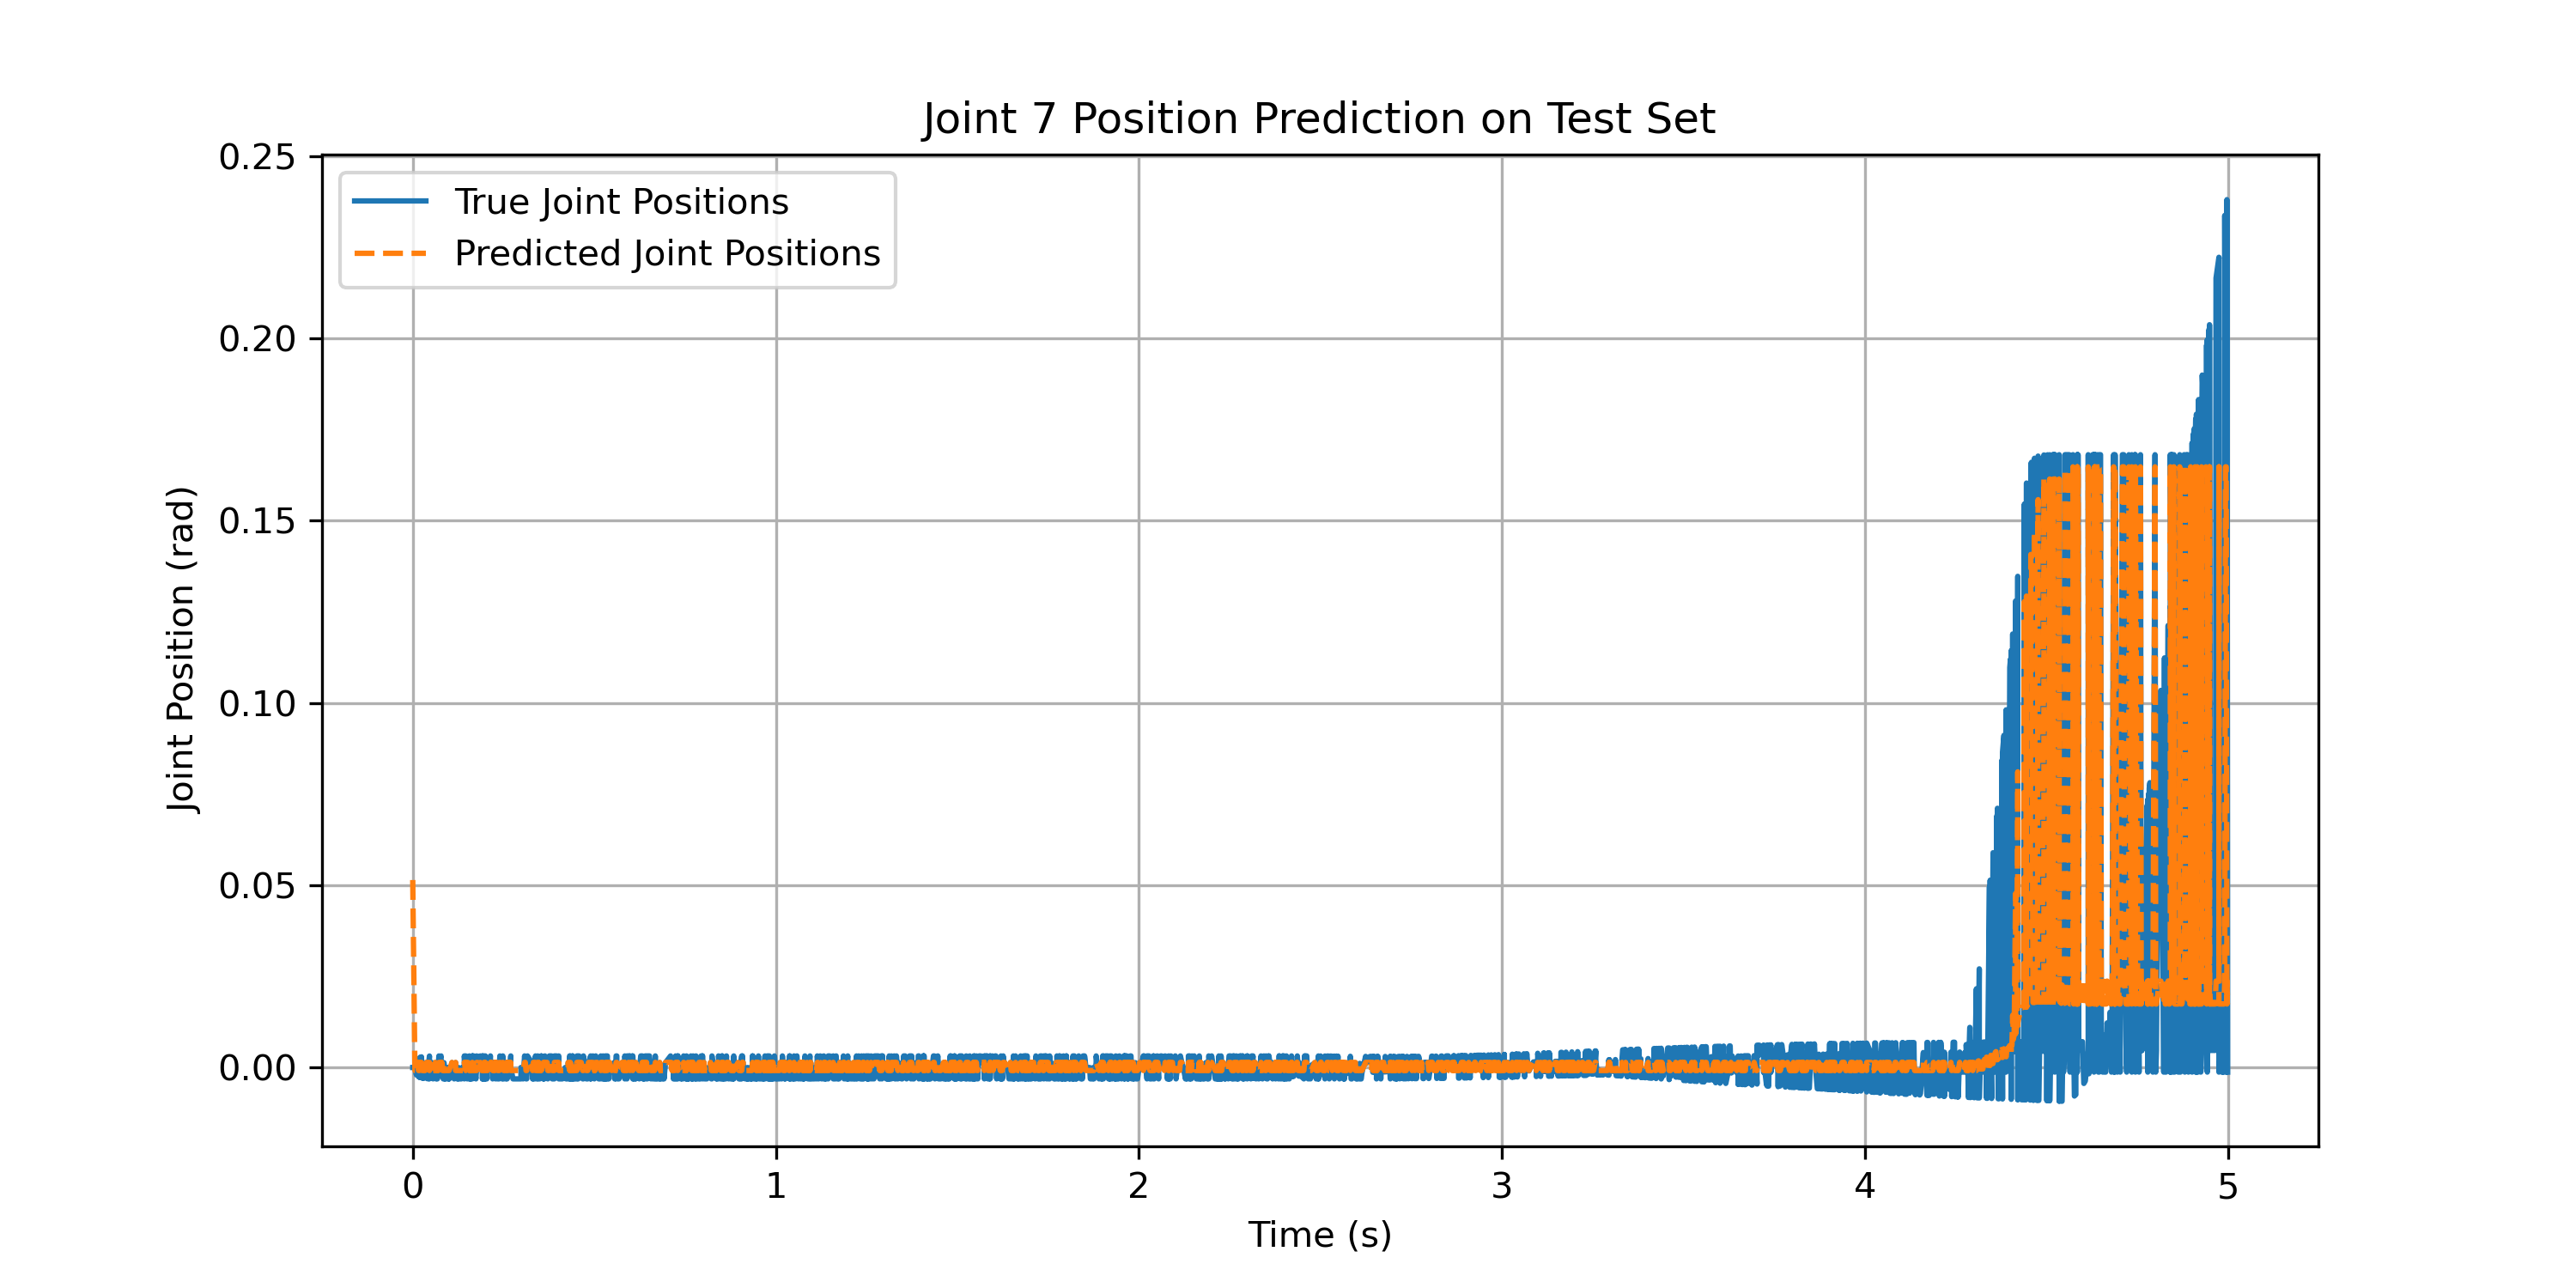 Joint 7 Position Prediction on Test Set
True Joint Positions
Predicted Joint Positions
Joint Position (rad)
0.25
0.20
0.15
0.10
0.05
0.00
0 1 2 3 4 5
Time (s)